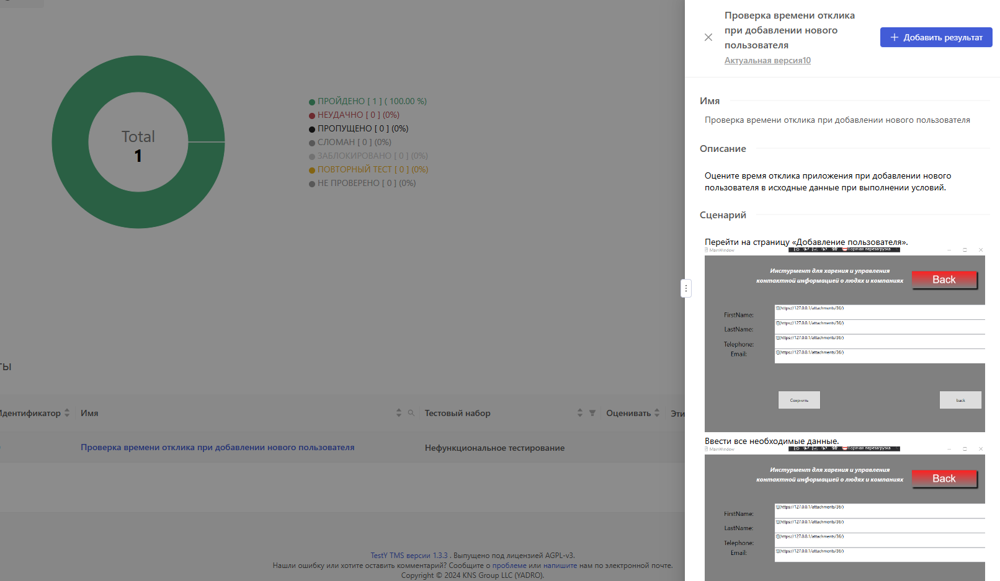 Total
1
ПРОЙДЕНО [ 1 ] ( 100.00 %)
НЕУДАЧНО [ 0 ] (0%)
ПРОПУЩЕНО [ 0 ] (0%)
СЛОМАН [ 0 ] (0%)
ЗАБЛОКИРОВАНО [ 0 ] (0%)
ПОВТОРНЫЙ ТЕСТ [ 0 ] (0%)
НЕ ПРОВЕРЕНО [ 0 ] (0%)
ты
Идентификатор Имя Тестовый набор Оценивать Эти
Проверка времени отклика при добавлении нового пользователя Нефункциональное тестирование
TestY TMS версии 1.3.3 . Выпущено под лицензией AGPL-v3.
Нашли ошибку или хотите оставить комментарий? Сообщите о проблеме или напишите нам по электронной почте.
Copyright © 2024 KNS Group LLC (YADRO).
Проверка времени отклика
при добавлении нового
пользователя
Актуальная версия10
Добавить результат
Имя
Проверка времени отклика при добавлении нового пользователя
Описание
Оцените время отклика приложения при добавлении нового
пользователя в исходные данные при выполнении условий.
Сценарий
Перейти на страницу «Добавление пользователя».
MainWindow Горячая перезагрузка
Инстурмент для харения и управления
контактной информацией о людях и компаниях
Back
FirstName: ![](https://127.0.0.1/attachments/36/)
LastName: ![](https://127.0.0.1/attachments/36/)
Telephone: ![](https://127.0.0.1/attachments/36/)
Email: ![](https://127.0.0.1/attachments/36/)
Сохрнить back
Ввести все необходимые данные.
MainWindow Горячая перезагрузка
Инстурмент для харения и управления
контактной информацией о людях и компаниях
Back
FirstName: ![](https://127.0.0.1/attachments/36/)
LastName: ![](https://127.0.0.1/attachments/36/)
Telephone: ![](https://127.0.0.1/attachments/36/)
Email: ![](https://127.0.0.1/attachments/36/)